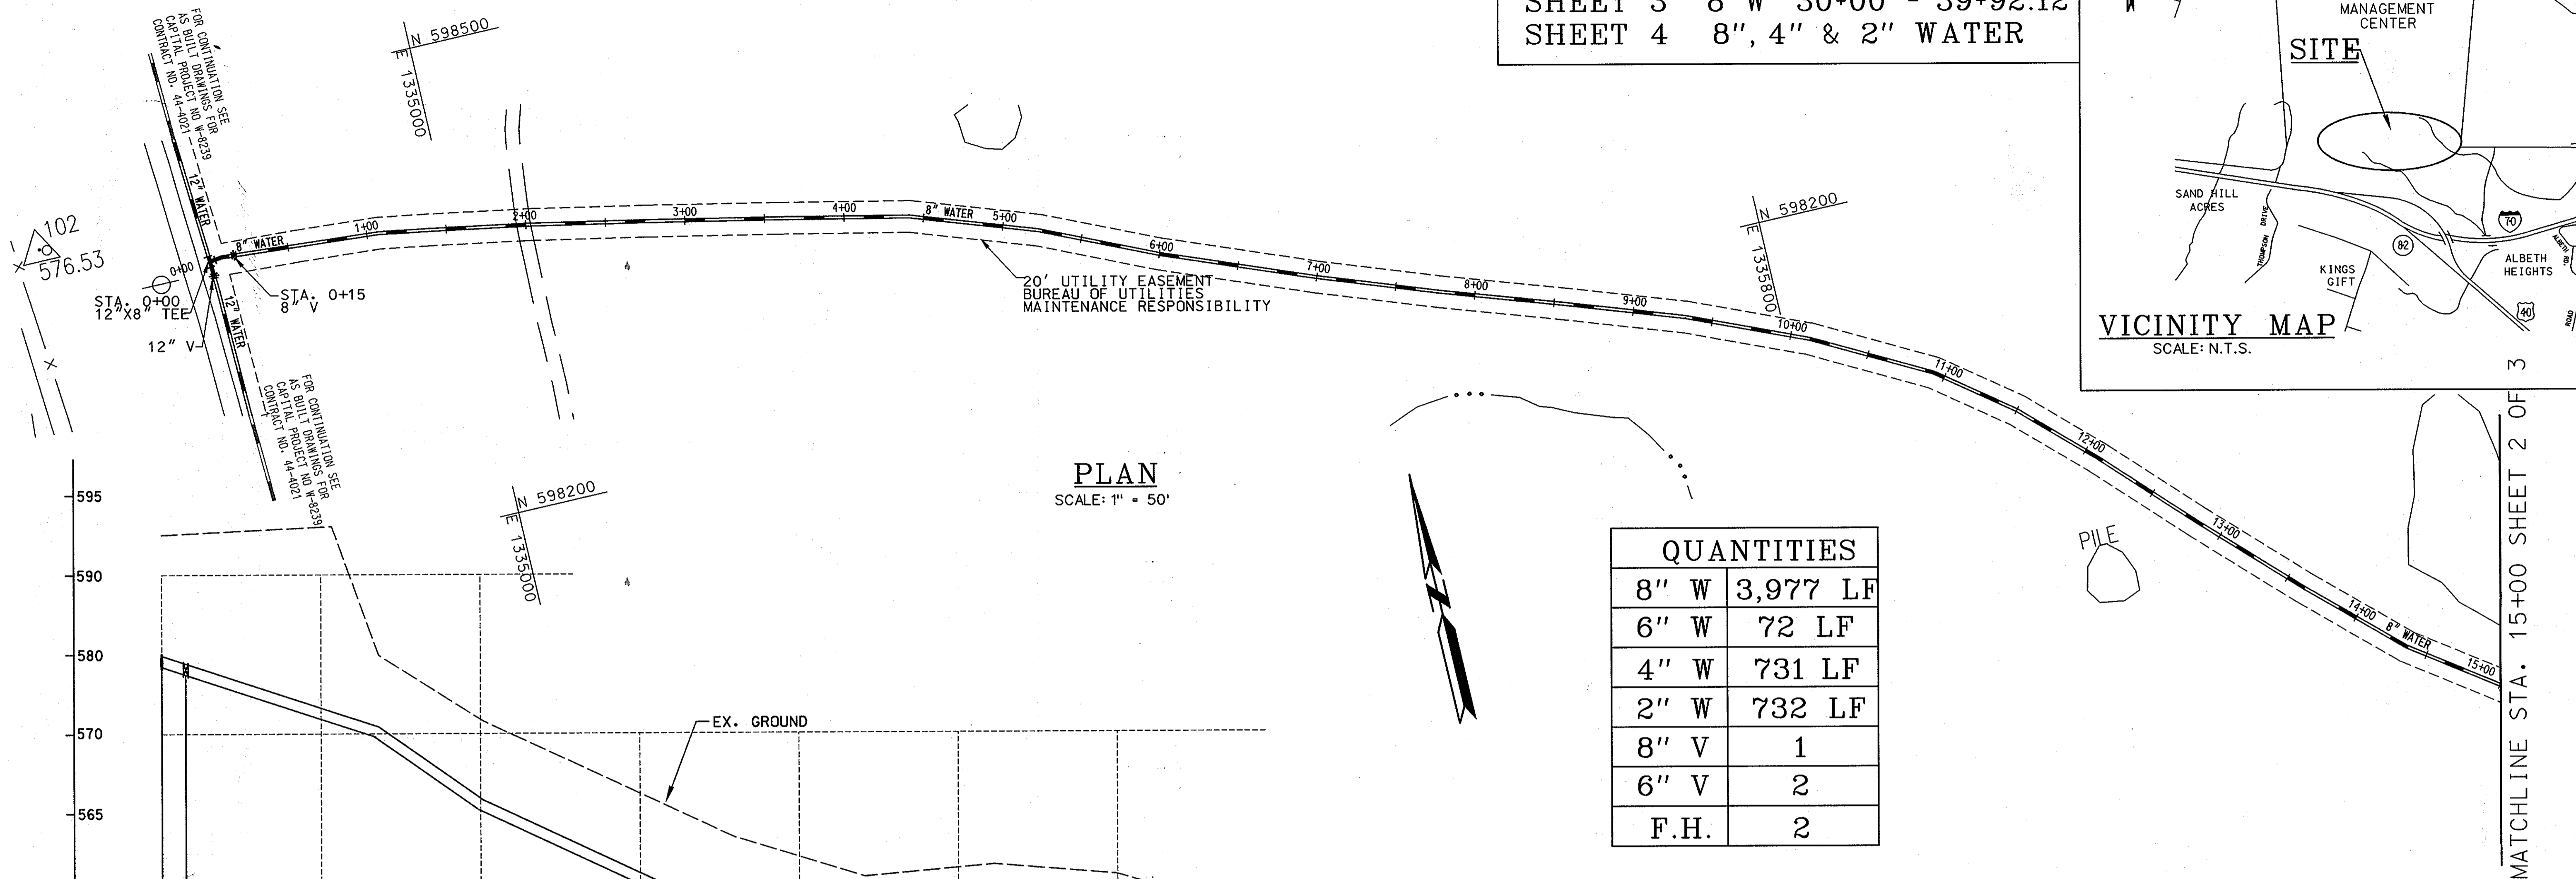 SHEET 3 8"W 30+00 - 39+92.12
SHEET 4 8", 4" & 2" WATER
MANAGEMENT
CENTER
SITE
SAND HILL
ACRES
THOMPSON DRIVE
70
82
ALBETH
HEIGHTS
KINGS
GIFT
40
ROAD
VICINITY MAP
SCALE: N.T.S.
FOR CONTINUATION SEE
AS BUILT DRAWINGS FOR
CAPITAL PROJECT NO W-8239
CONTRACT NO. 44-4021
N 598500
E 1335000
12" WATER
102
576.53
0+00
8" WATER
1+00
2+00
3+00
4+00
8" WATER
5+00
6+00
7+00
8+00
9+00
10+00
11+00
12+00
13+00
14+00
8" WATER
15+00
N 598200
E 1335800
STA. 0+00
12"X8" TEE
STA. 0+15
8" V
12" V
12" WATER
20' UTILITY EASEMENT
BUREAU OF UTILITIES
MAINTENANCE RESPONSIBILITY
FOR CONTINUATION SEE
AS BUILT DRAWINGS FOR
CAPITAL PROJECT NO W-8239
CONTRACT NO. 44-4021
N 598200
E 1335000
PLAN
SCALE: 1" = 50'
N
PILE
MATCHLINE STA. 15+00 SHEET 2 OF 3
QUANTITIES
8" W 3,977 LF
6" W 72 LF
4" W 731 LF
2" W 732 LF
8" V 1
6" V 2
F.H. 2
595
590
580
570
565
EX. GROUND